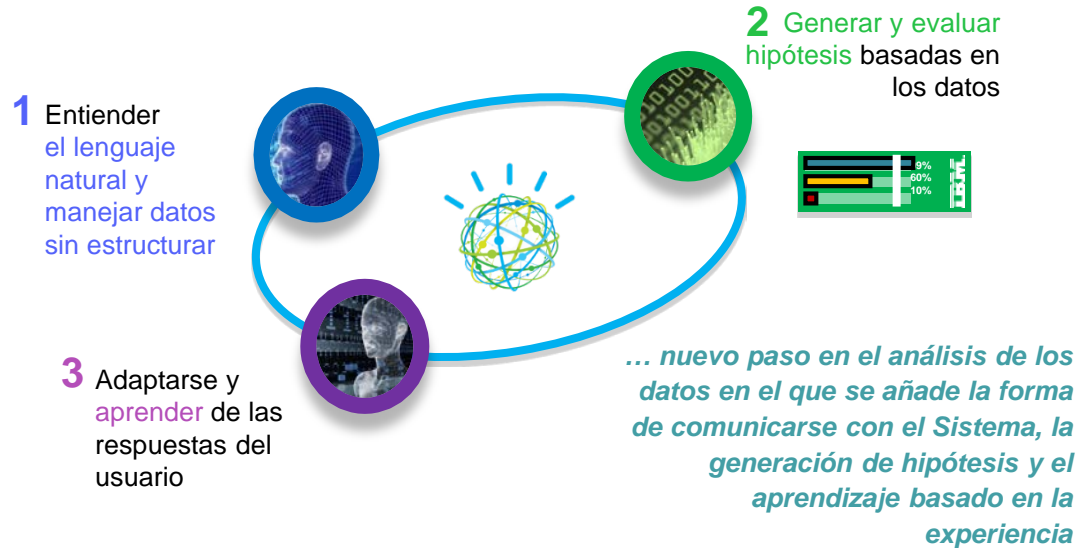 1 Entiender
el lenguaje
natural y
manejar datos
sin estructurar
2 Generar y evaluar
hipótesis basadas en
los datos
9%
60%
10%
IBM
3 Adaptarse y
aprender de las
respuestas del
usuario
… nuevo paso en el análisis de los
datos en el que se añade la forma
de comunicarse con el Sistema, la
generación de hipótesis y el
aprendizaje basado en la
experiencia